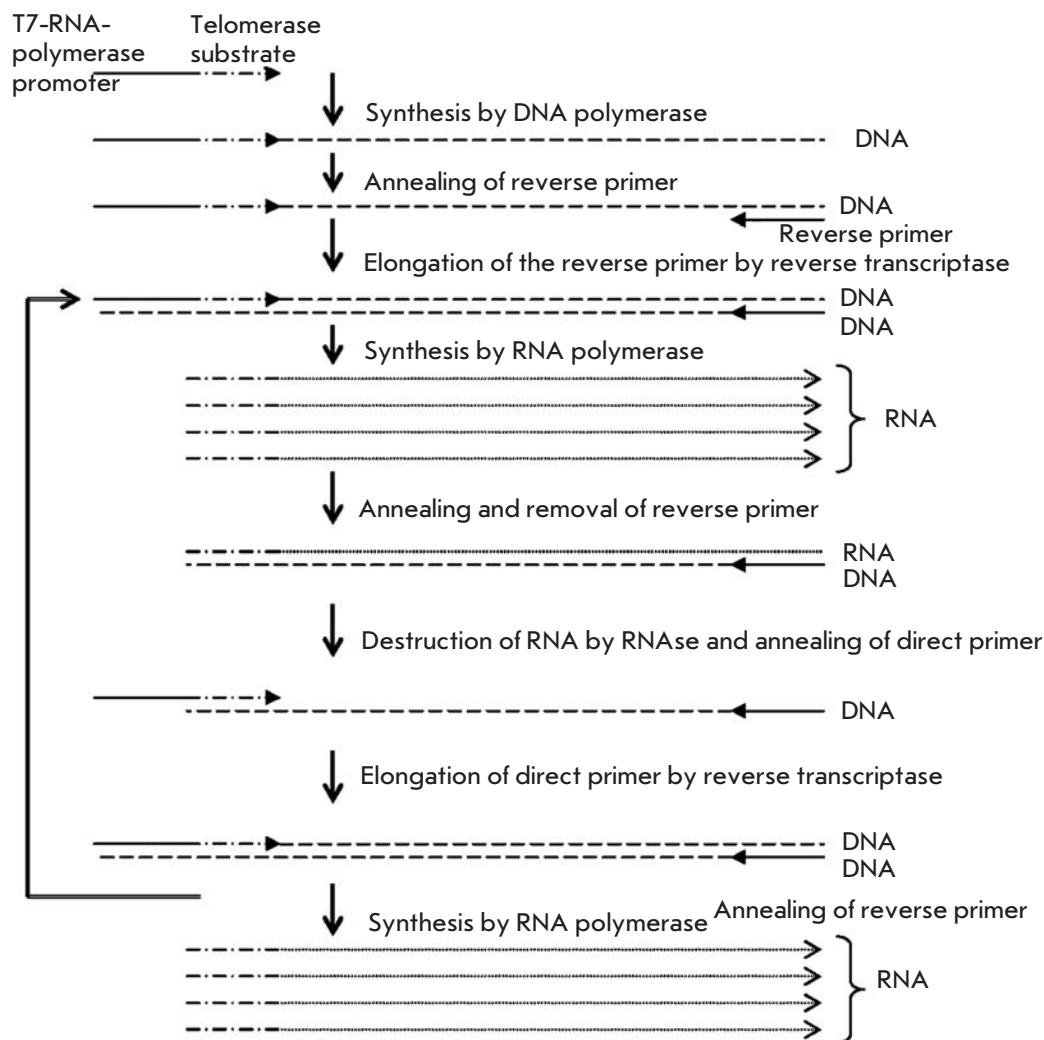 T7-RNA-
polymerase
promoter
Telomerase
substrate
Synthesis by DNA polymerase
DNA
Annealing of reverse primer
DNA
Reverse primer
Elongation of the reverse primer by reverse transcriptase
DNA
DNA
Synthesis by RNA polymerase
RNA
Annealing and removal of reverse primer
RNA
DNA
Destruction of RNA by RNAse and annealing of direct primer
DNA
Elongation of direct primer by reverse transcriptase
DNA
DNA
Synthesis by RNA polymerase
Annealing of reverse primer
RNA